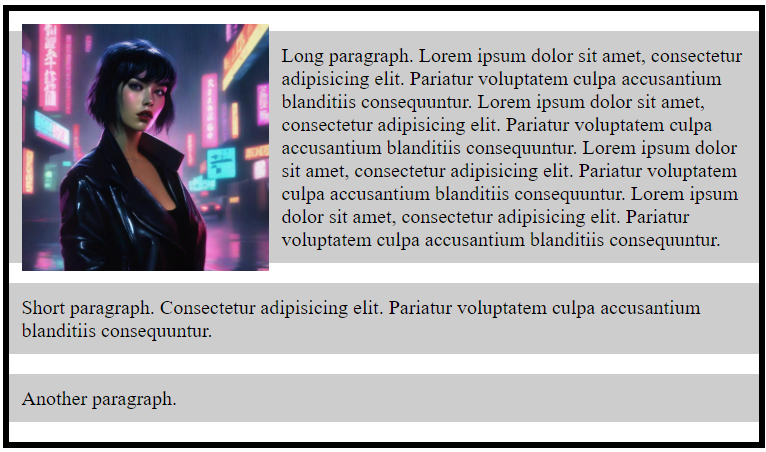 Long paragraph. Lorem ipsum dolor sit amet, consectetur
adipisicing elit. Pariatur voluptatem culpa accusantium
blanditiis consequuntur. Lorem ipsum dolor sit amet,
consectetur adipisicing elit. Pariatur voluptatem culpa
accusantium blanditiis consequuntur. Lorem ipsum dolor
sit amet, consectetur adipisicing elit. Pariatur voluptatem
culpa accusantium blanditiis consequuntur. Lorem ipsum
dolor sit amet, consectetur adipisicing elit. Pariatur
voluptatem culpa accusantium blanditiis consequuntur.
Short paragraph. Consectetur adipisicing elit. Pariatur voluptatem culpa accusantium
blanditiis consequuntur.
Another paragraph.